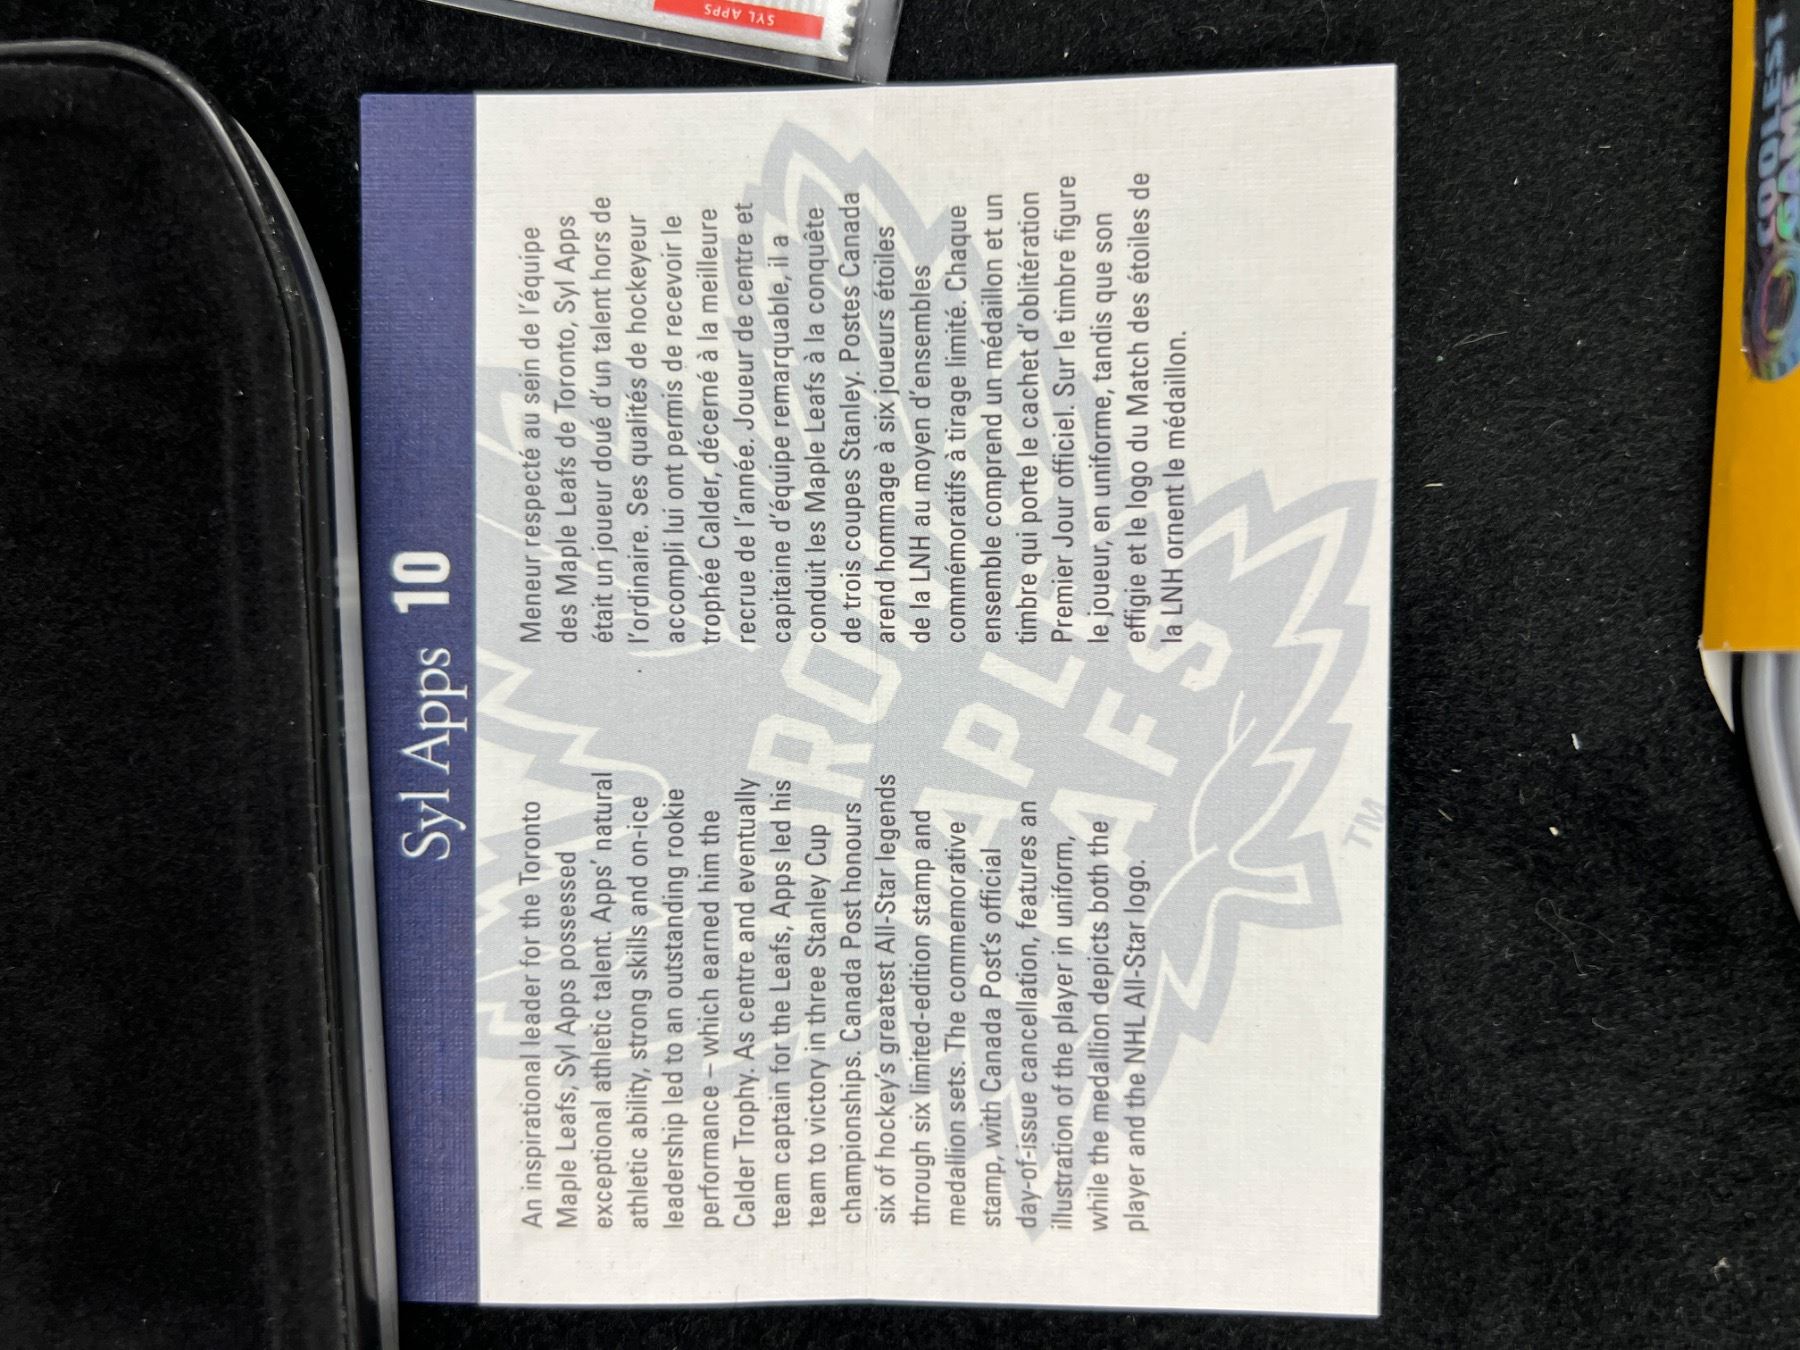 Syl Apps 10
An inspirational leader for the Toronto
Maple Leafs, Syl Apps possessed
exceptional athletic talent. Apps' natural
athletic ability, strong skills and on-ice
leadership led to an outstanding rookie
performance – which earned him the
Calder Trophy. As centre and eventually
team captain for the Leafs, Apps led his
team to victory in three Stanley Cup
championships. Canada Post honours
six of hockey's greatest All-Star legends
through six limited-edition stamp and
medallion sets. The commemorative
stamp, with Canada Post's official
day-of-issue cancellation, features an
illustration of the player in uniform,
while the medallion depicts both the
player and the NHL All-Star logo.
Meneur respecté au sein de l'équipe
des Maple Leafs de Toronto, Syl Apps
était un joueur doué d'un talent hors de
l'ordinaire. Ses qualités de hockeyeur
accompli lui ont permis de recevoir le
trophée Calder, décerné à la meilleure
recrue de l'année. Joueur de centre et
capitaine d'équipe remarquable, il a
conduit les Maple Leafs à la conquête
de trois coupes Stanley. Postes Canada
arend hommage à six joueurs étoiles
de la LNH au moyen d'ensembles
commémoratifs à tirage limité. Chaque
ensemble comprend un médaillon et un
timbre qui porte le cachet d'oblitération
Premier Jour officiel. Sur le timbre figure
le joueur, en uniforme, tandis que son
effigie et le logo du Match des étoiles de
la LNH ornent le médaillon.
TORONTO
MAPLE
LEAFS
TM
SYL APPS
COOLEST
GAME